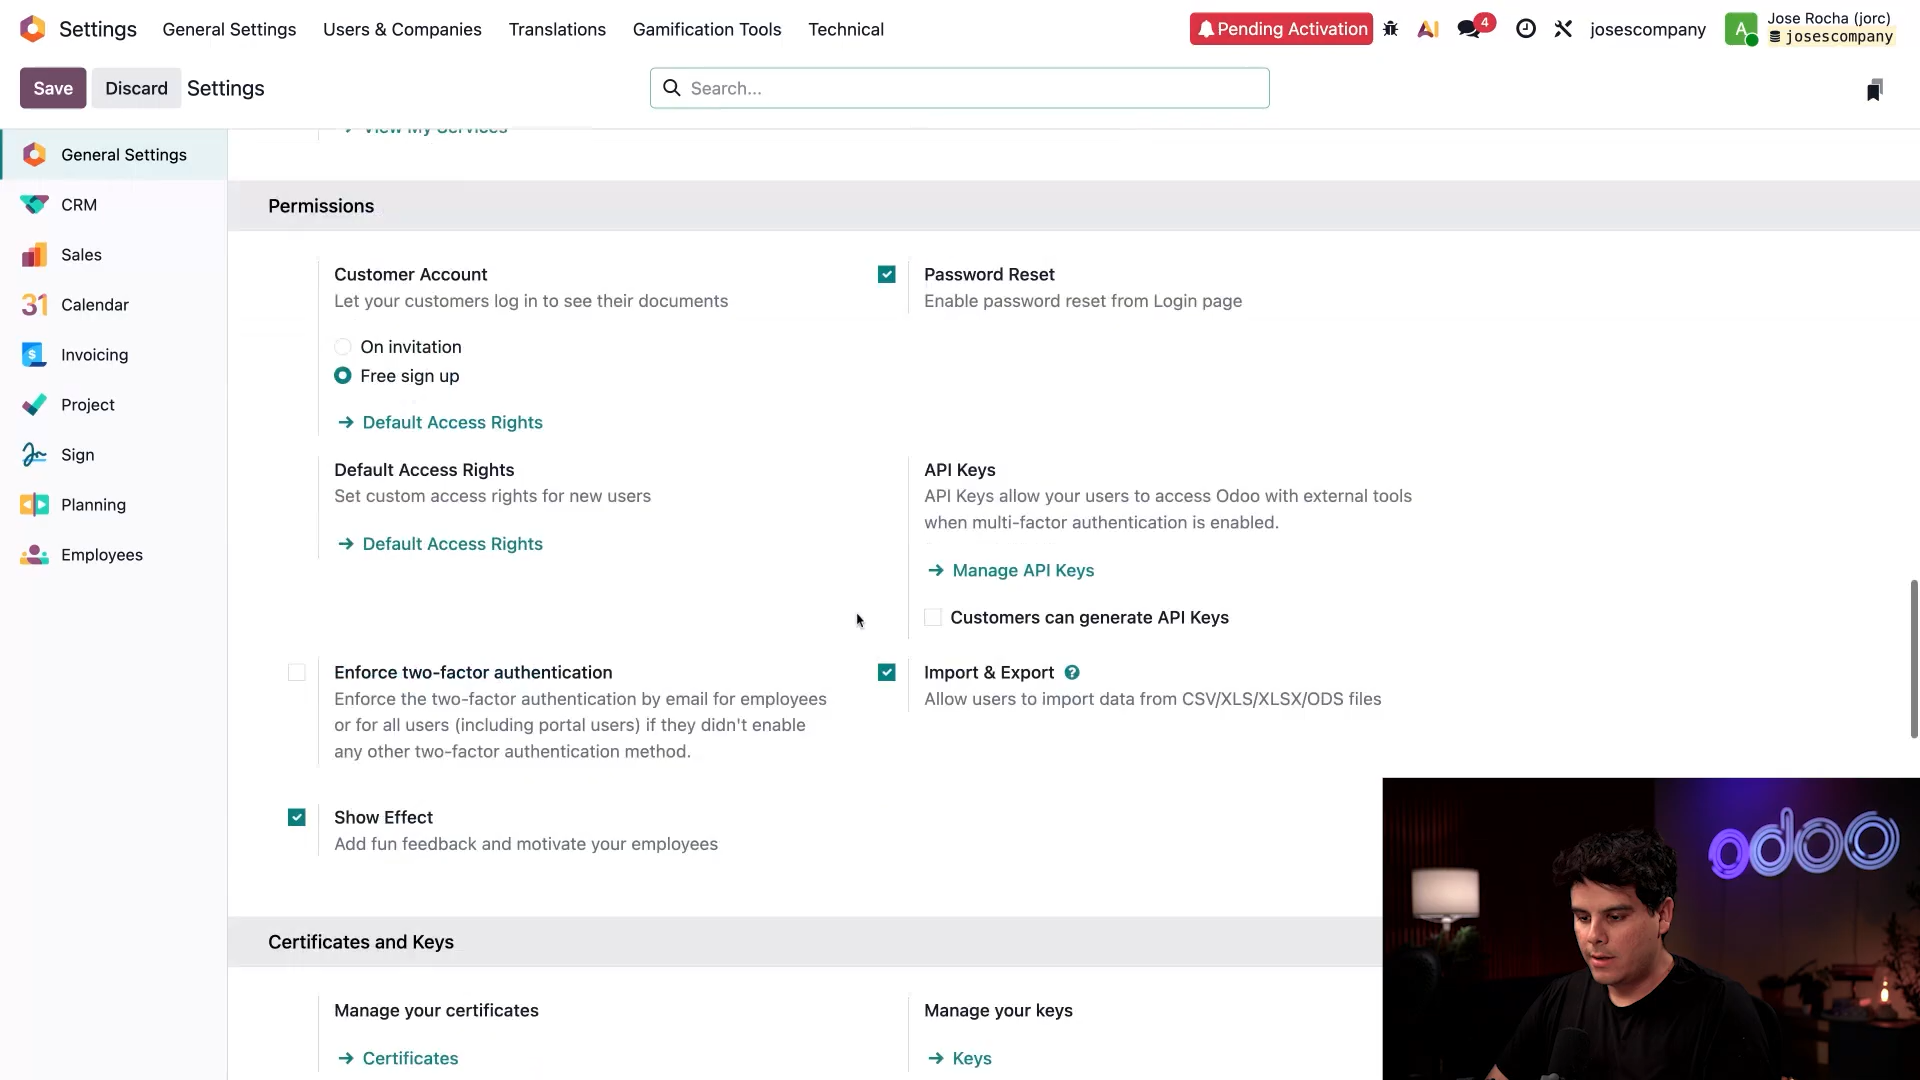 Settings
General Settings
Users & Companies
Translations
Gamification Tools
Technical
Pending Activation
AI
4
josescompany
A
Jose Rocha (jorc)
josescompany
Save
Discard
Settings
Search...
View My Services
General Settings
CRM
Sales
31
Calendar
$
Invoicing
Project
Sign
Planning
Employees
Permissions
Customer Account
Let your customers log in to see their documents
On invitation
Free sign up
Default Access Rights
Password Reset
Enable password reset from Login page
Default Access Rights
Set custom access rights for new users
Default Access Rights
API Keys
API Keys allow your users to access Odoo with external tools
when multi-factor authentication is enabled.
Manage API Keys
Customers can generate API Keys
Enforce two-factor authentication
Enforce the two-factor authentication by email for employees
or for all users (including portal users) if they didn't enable
any other two-factor authentication method.
Import & Export ?
Allow users to import data from CSV/XLS/XLSX/ODS files
Show Effect
Add fun feedback and motivate your employees
Certificates and Keys
Manage your certificates
Certificates
Manage your keys
Keys
odoo